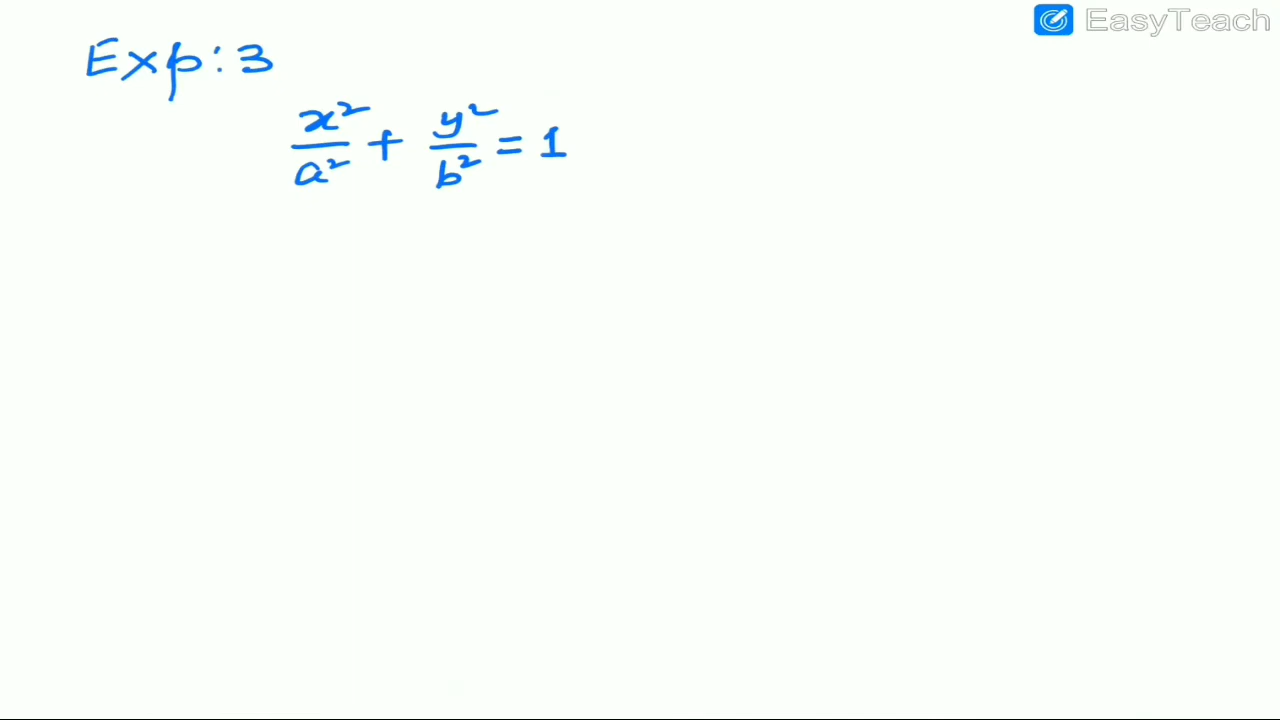 EasyTeach
Exp: 3
x²/a² + y²/b² = 1